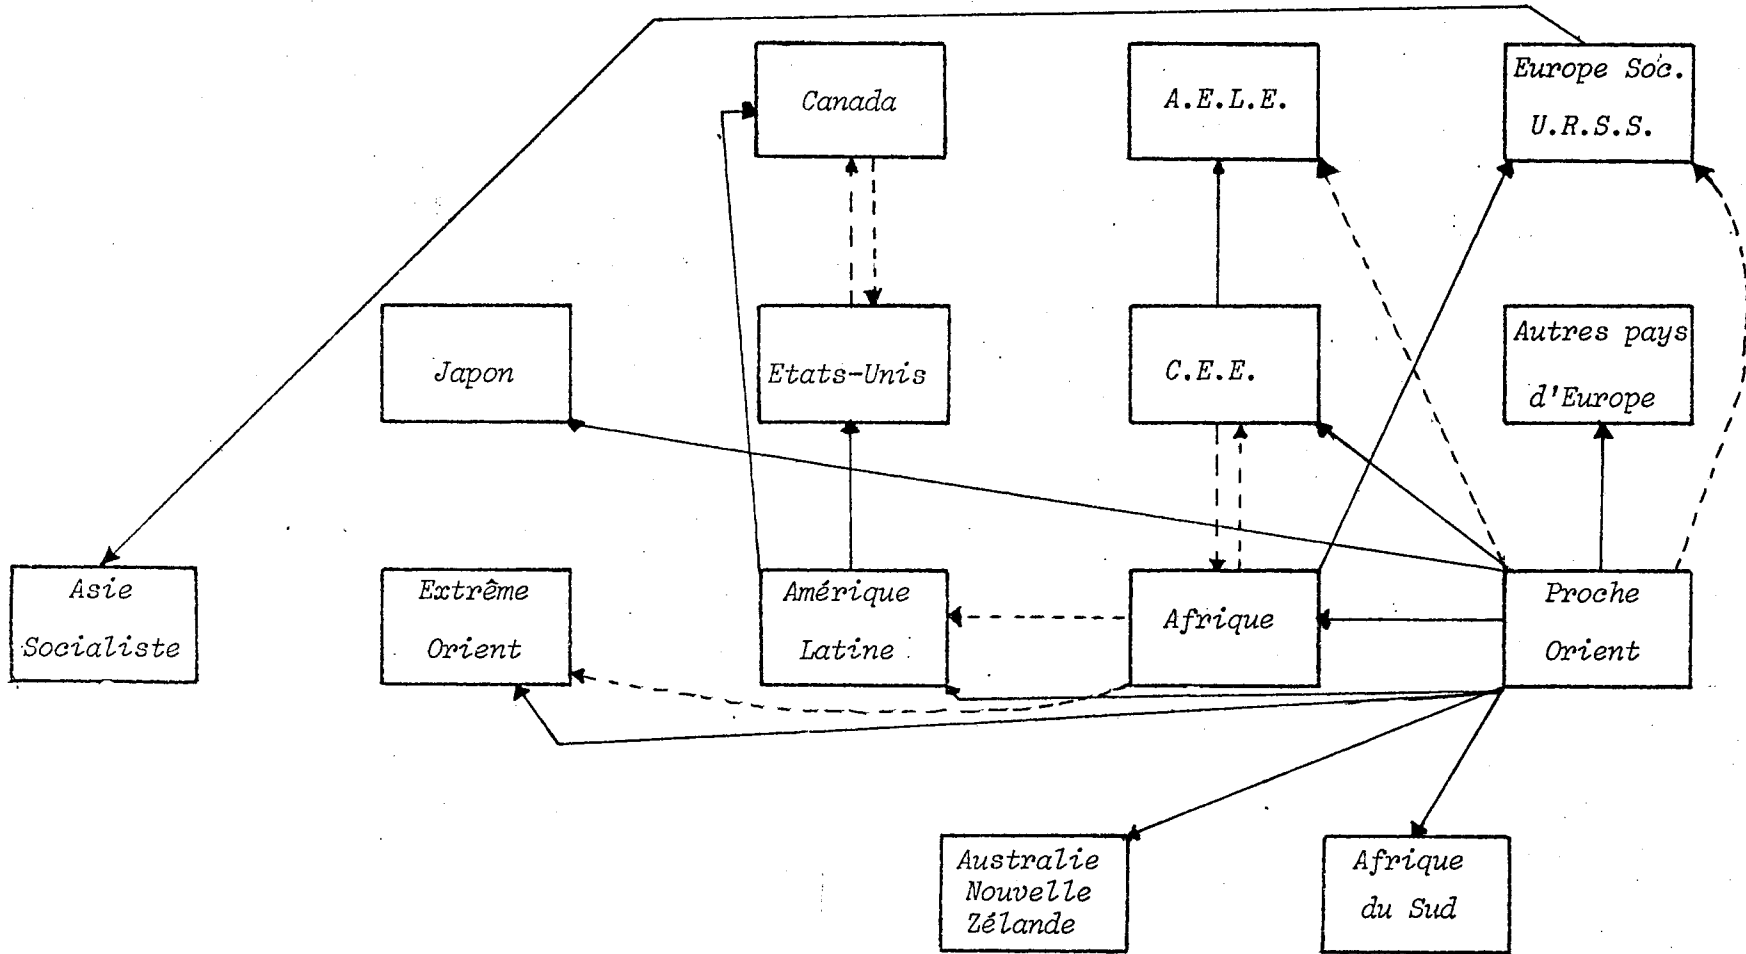 Canada
A.E.L.E.
Europe Soc.
U.R.S.S.
Japon
Etats-Unis
C.E.E.
Autres pays
d'Europe
Asie
Socialiste
Extrême
Orient
Amérique
Latine
Afrique
Proche
Orient
Australie
Nouvelle
Zélande
Afrique
du Sud